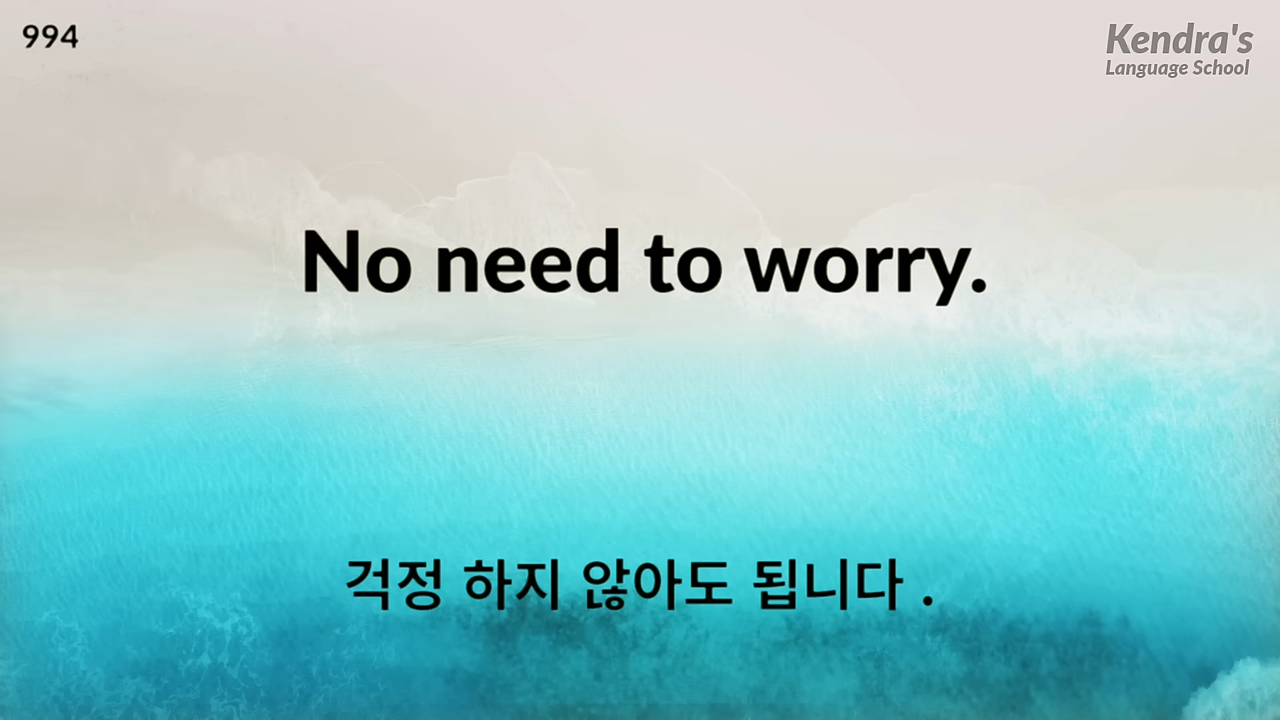 994
Kendra's
Language School
No need to worry.
걱정 하지 않아도 됩니다 .